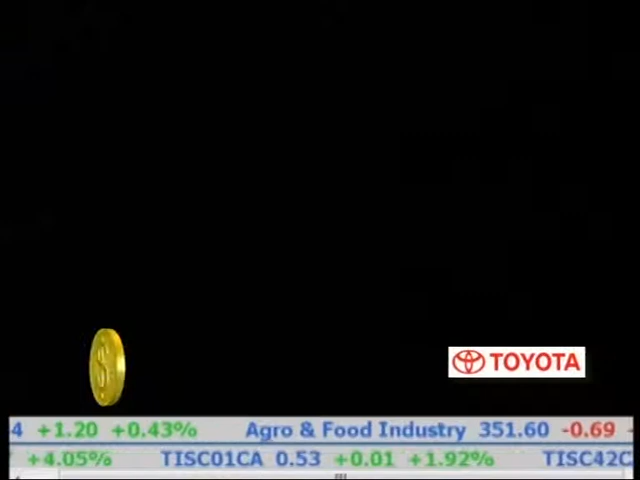 $
TOYOTA
4 +1.20 +0.43% Agro & Food Industry 351.60 -0.69 -
+4.05% TISC01CA 0.53 +0.01 +1.92% TISC42C